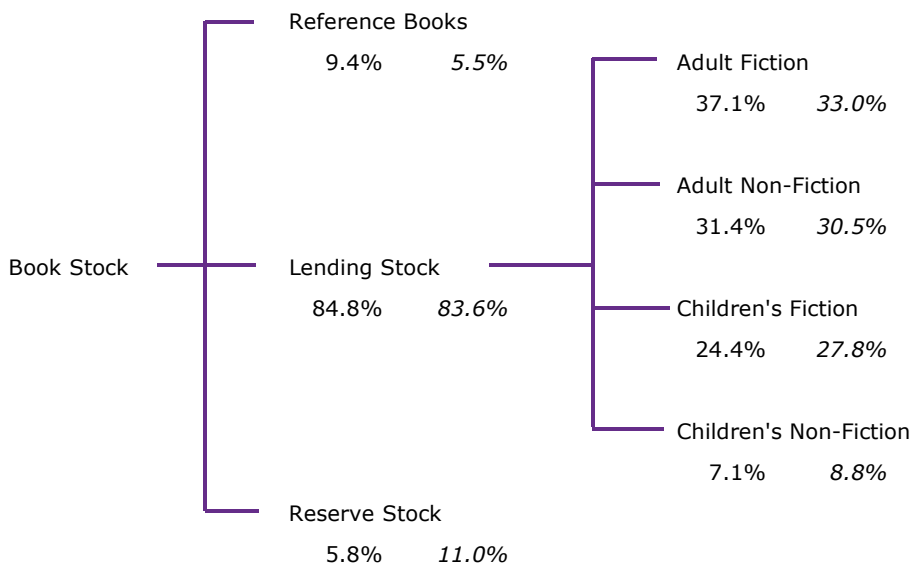 Reference Books
9.4% 5.5%
Adult Fiction
37.1% 33.0%
Adult Non-Fiction
31.4% 30.5%
Book Stock
Lending Stock
84.8% 83.6%
Children's Fiction
24.4% 27.8%
Children's Non-Fiction
7.1% 8.8%
Reserve Stock
5.8% 11.0%